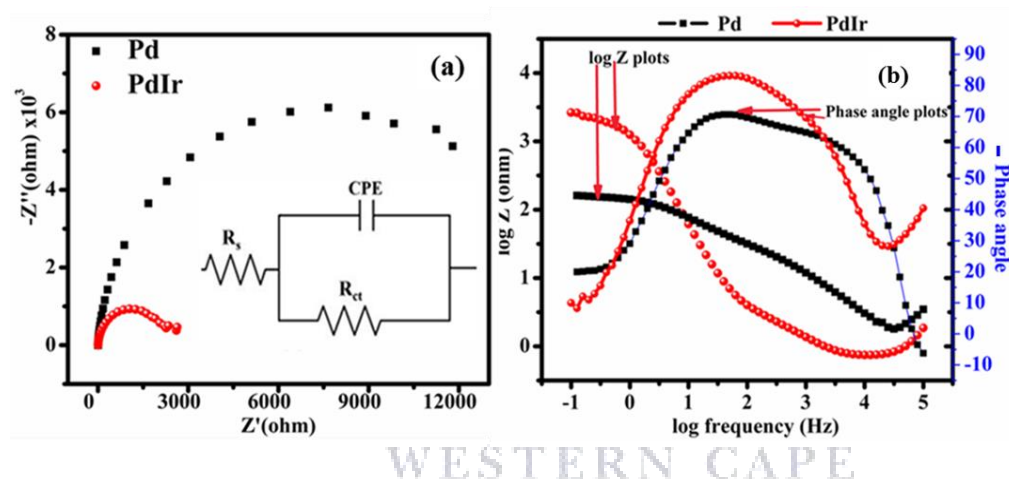 Pd
PdIr
(a)
-Z''(ohm) x10³
6
4
2
0
CPE
Rs
Rct
0 3000 6000 9000 12000
Z'(ohm)
Pd PdIr
(b)
log Z plots
Phase angle plots
log Z (ohm)
4
3
2
1
0
90
80
70
60
50
40
30
20
10
0
-10
– Phase angle
-1 0 1 2 3 4 5
log frequency (Hz)
WESTERN CAPE